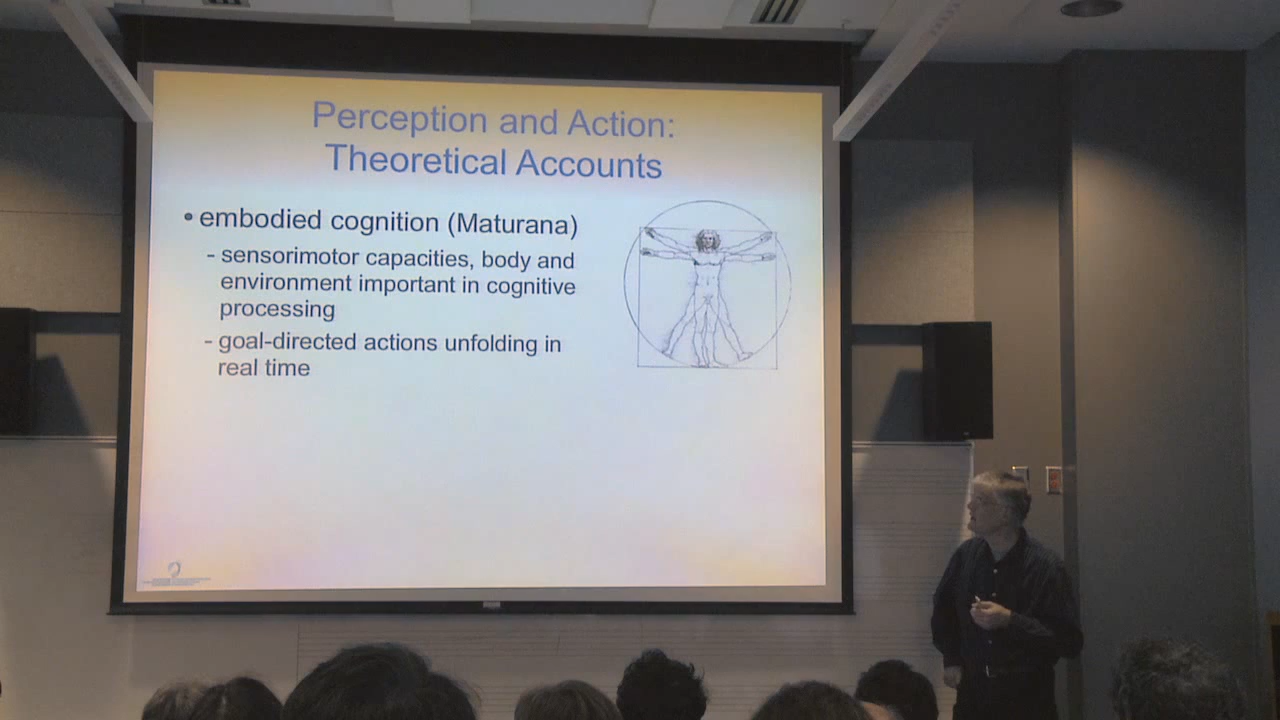 Perception and Action:
Theoretical Accounts
• embodied cognition (Maturana)
- sensorimotor capacities, body and
environment important in cognitive
processing
- goal-directed actions unfolding in
real time